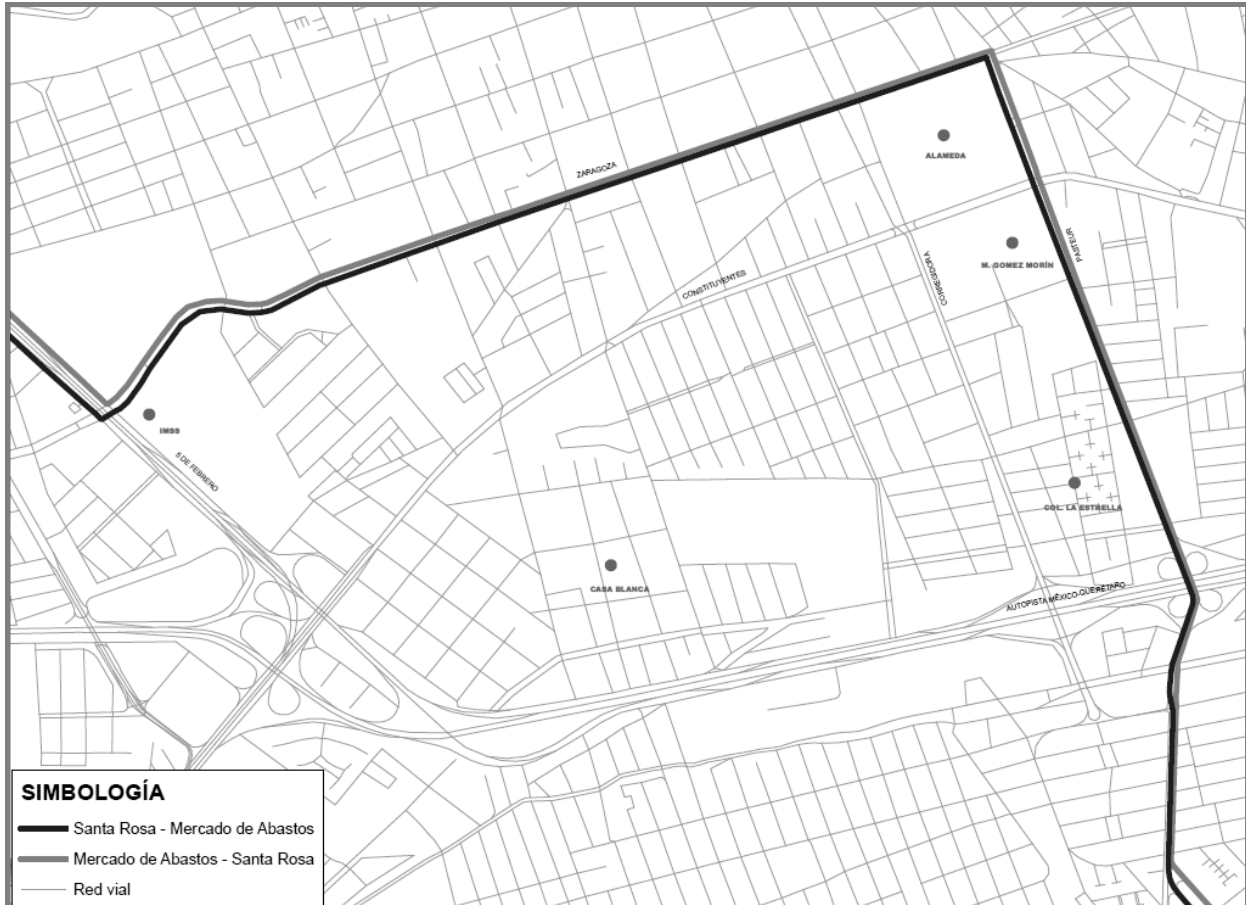 ALAMEDA
ZARAGOZA
PASTEUR
M. GOMEZ MORÍN
CORREGIDORA
CONSTITUYENTES
IMSS
5 DE FEBRERO
COL. LA ESTRELLA
CASA BLANCA
AUTOPISTA MÉXICO-QUERÉTARO
SIMBOLOGÍA
Santa Rosa - Mercado de Abastos
Mercado de Abastos - Santa Rosa
Red vial